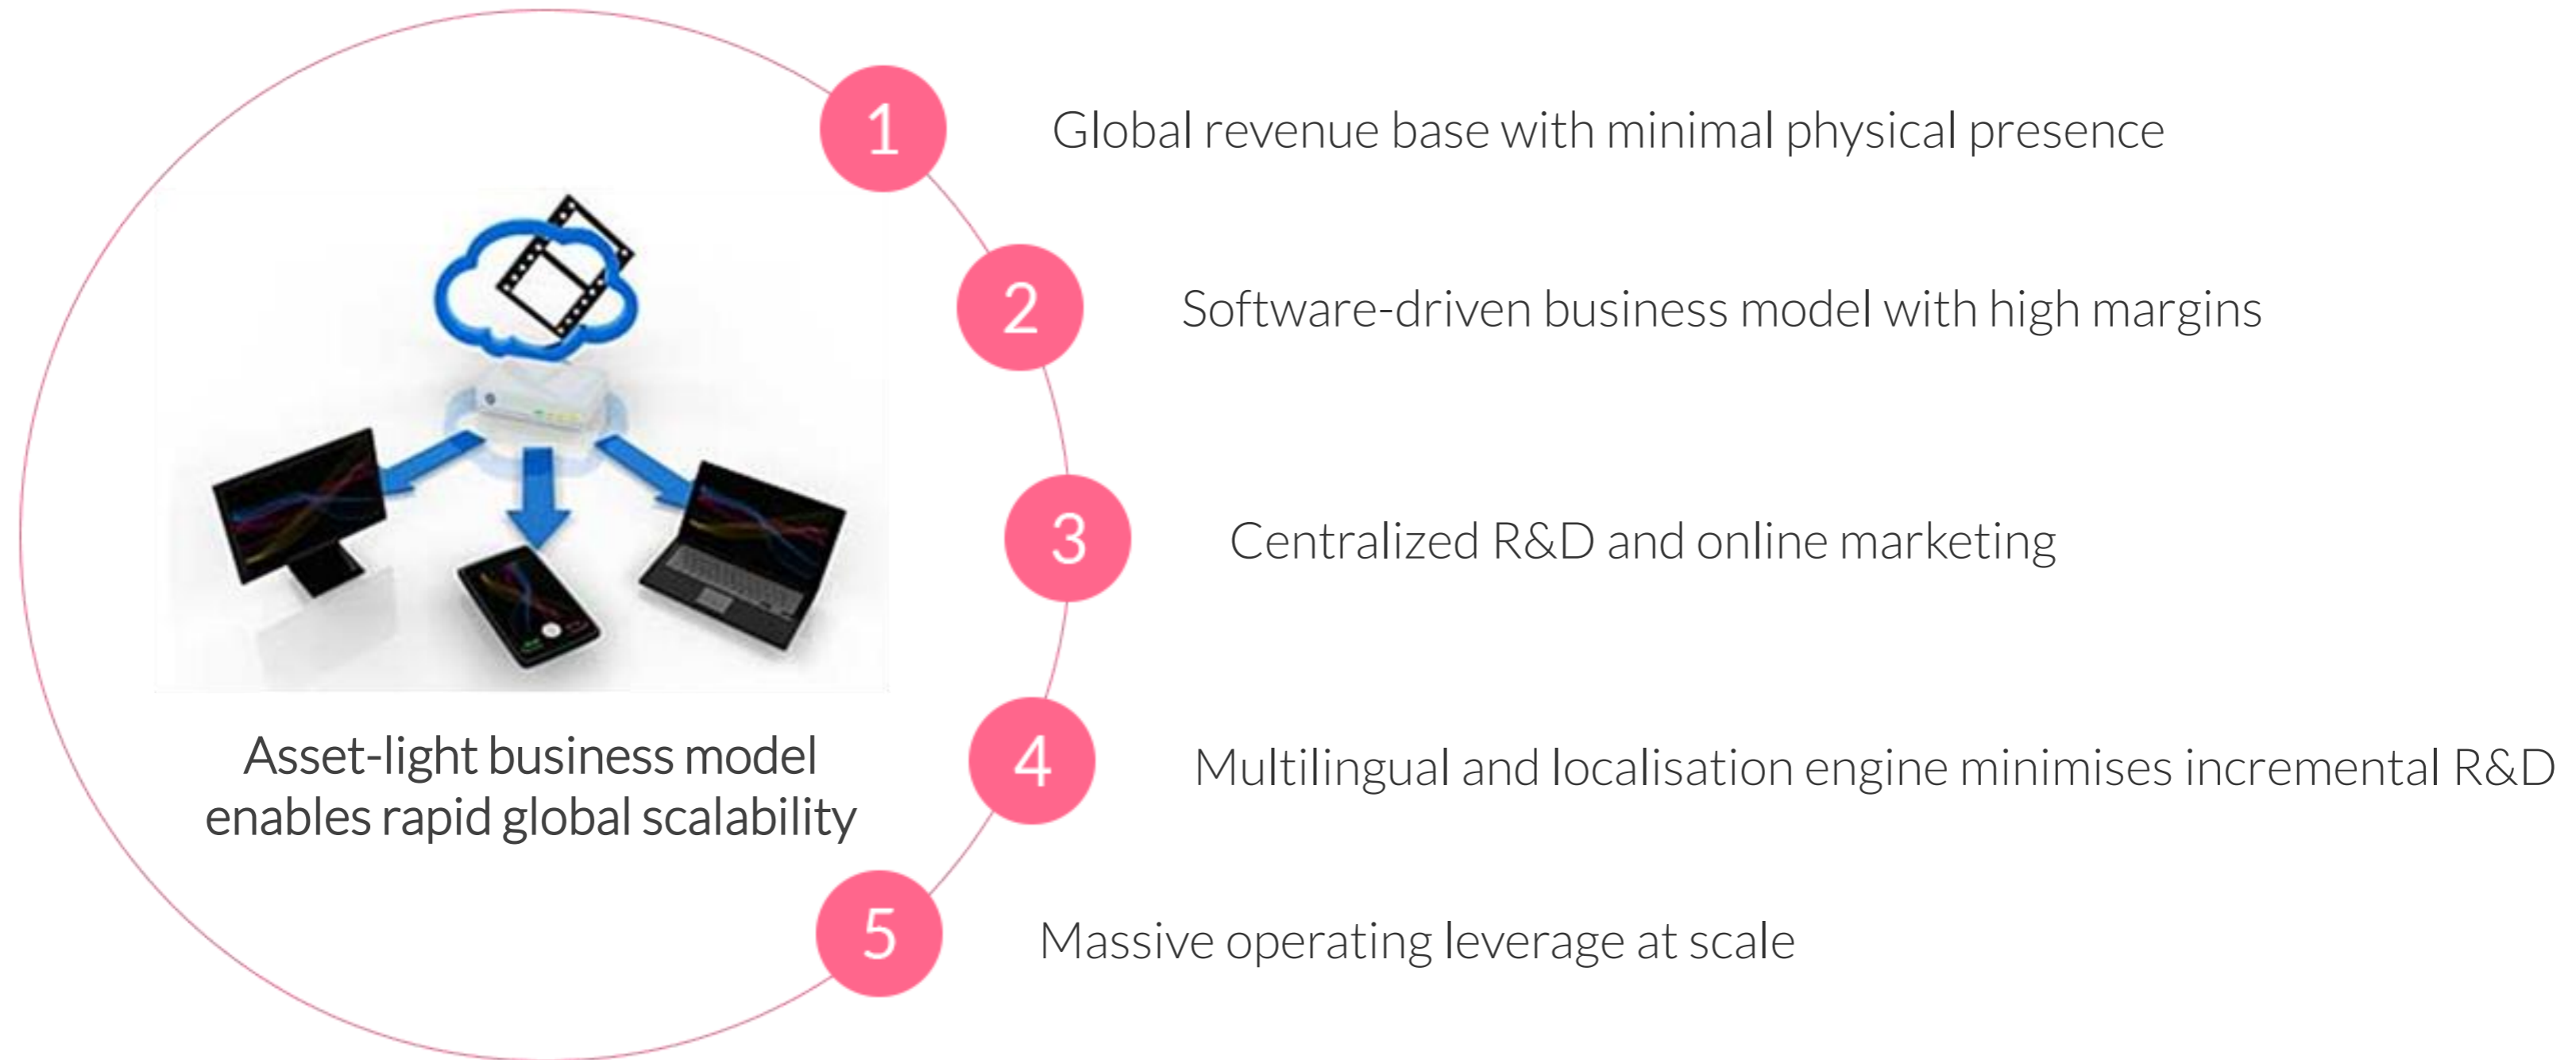 1
Global revenue base with minimal physical presence
2
Software-driven business model with high margins
3
Centralized R&D and online marketing
4
Multilingual and localisation engine minimises incremental R&D
5
Massive operating leverage at scale
Asset-light business model
enables rapid global scalability